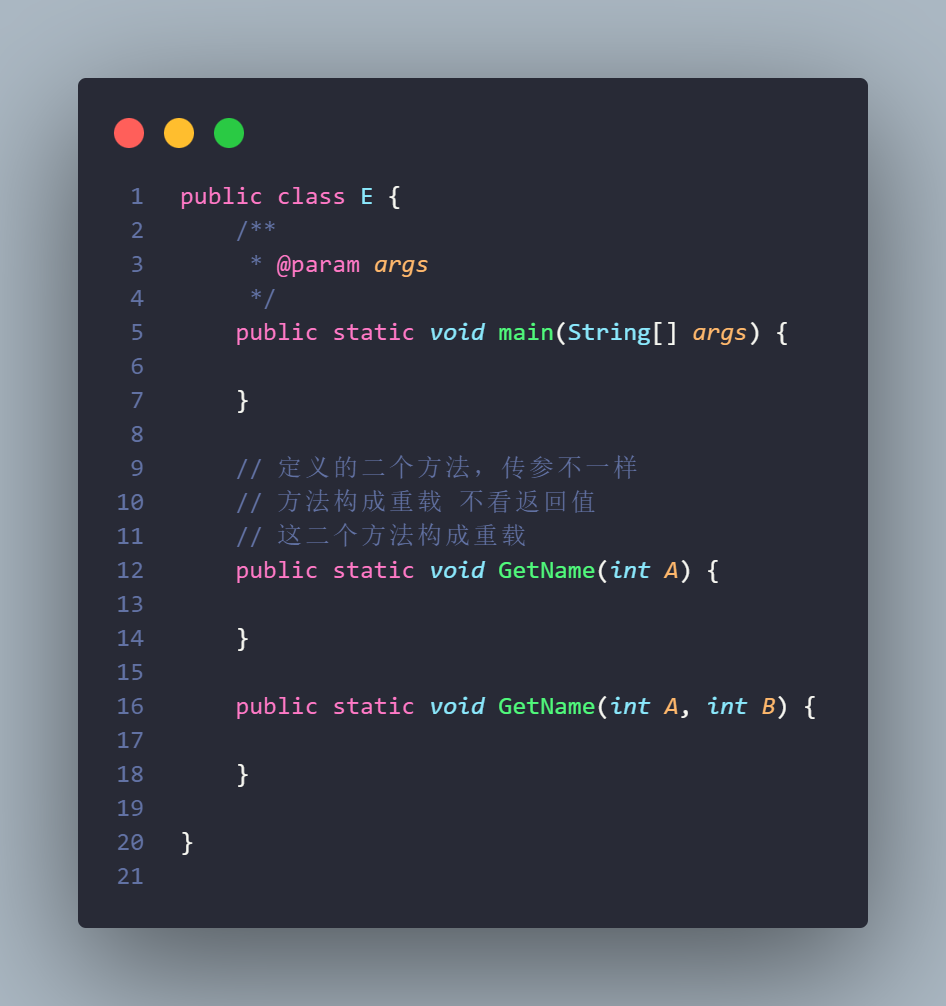 1 public class E {
2 /**
3 * @param args
4 */
5 public static void main(String[] args) {
6
7 }
8
9 // 定义的二个方法，传参不一样
10 // 方法构成重载 不看返回值
11 // 这二个方法构成重载
12 public static void GetName(int A) {
13
14 }
15
16 public static void GetName(int A, int B) {
17
18 }
19
20 }
21